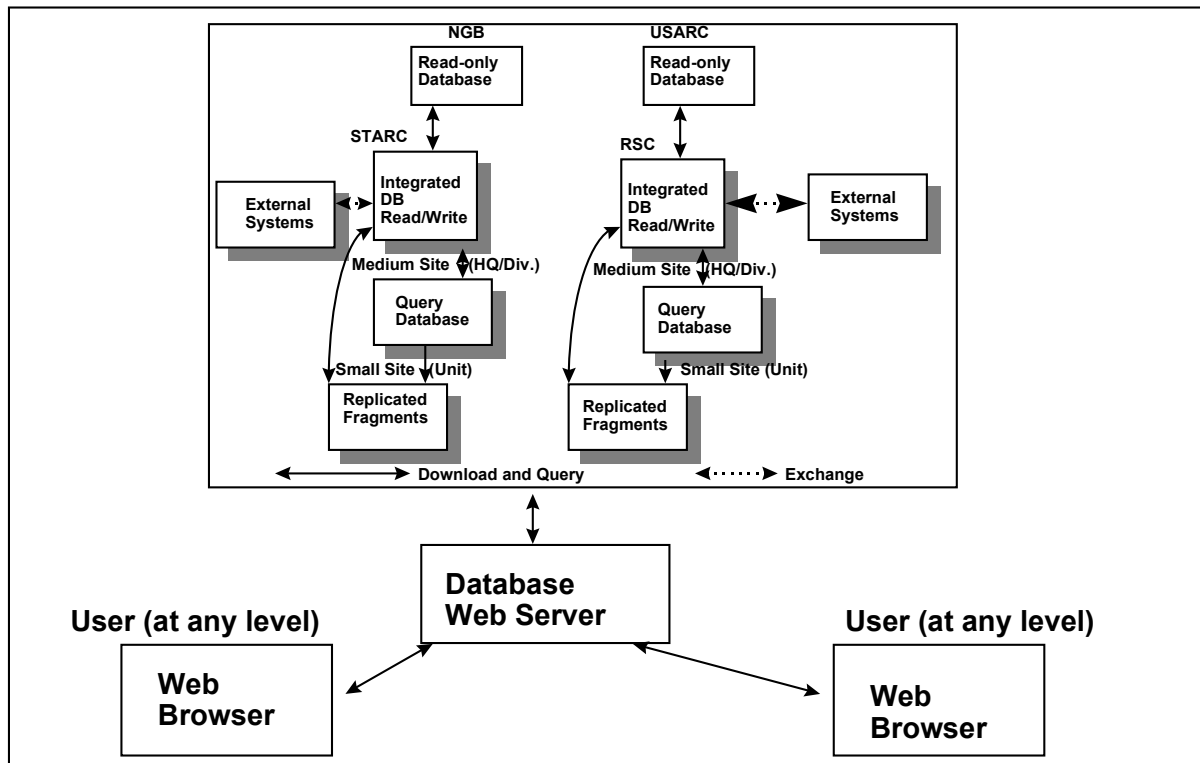 NGB
USARC
Read-only
Database
Read-only
Database
STARC
RSC
Integrated
DB
Read/Write
Integrated
DB
Read/Write
External
Systems
External
Systems
Medium Site (HQ/Div.)
Medium Site (HQ/Div.)
Query
Database
Query
Database
Small Site (Unit)
Small Site (Unit)
Replicated
Fragments
Replicated
Fragments
Download and Query
Exchange
Database
Web Server
User (at any level)
User (at any level)
Web
Browser
Web
Browser